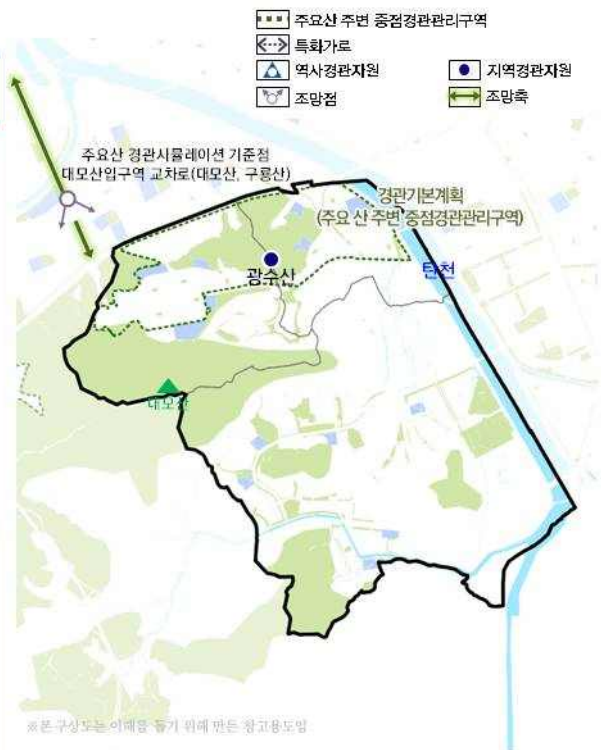 주요산 주변 중점경관관리구역
특화가로
역사경관자원
지역경관자원
조망점
조망축
주요산 경관시뮬레이션 기준점
대모산입구역 교차로(대모산, 구룡산)
경관기본계획
(주요 산 주변 중점경관관리구역)
탄천
광수산
대모산
※본 구상도는 이해를 돕기 위해 만든 참고용도임